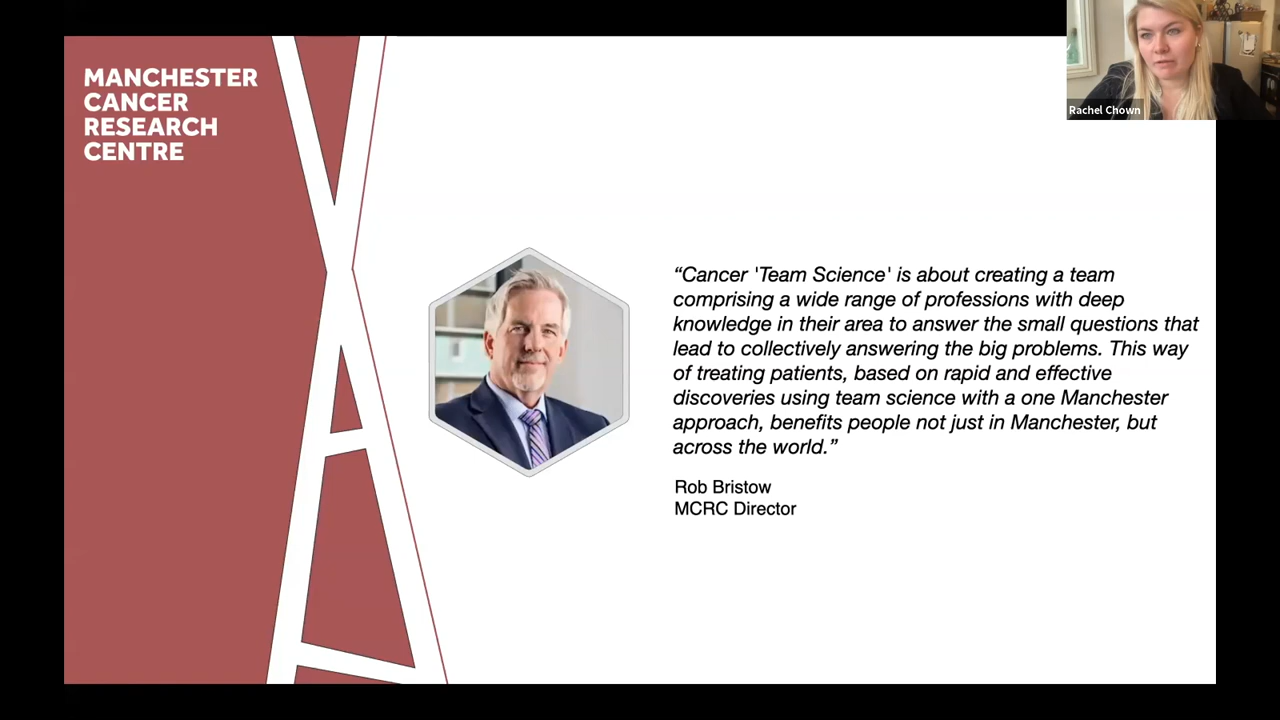 MANCHESTER
CANCER
RESEARCH
CENTRE
Rachel Chown
“Cancer 'Team Science' is about creating a team
comprising a wide range of professions with deep
knowledge in their area to answer the small questions that
lead to collectively answering the big problems. This way
of treating patients, based on rapid and effective
discoveries using team science with a one Manchester
approach, benefits people not just in Manchester, but
across the world.”
Rob Bristow
MCRC Director